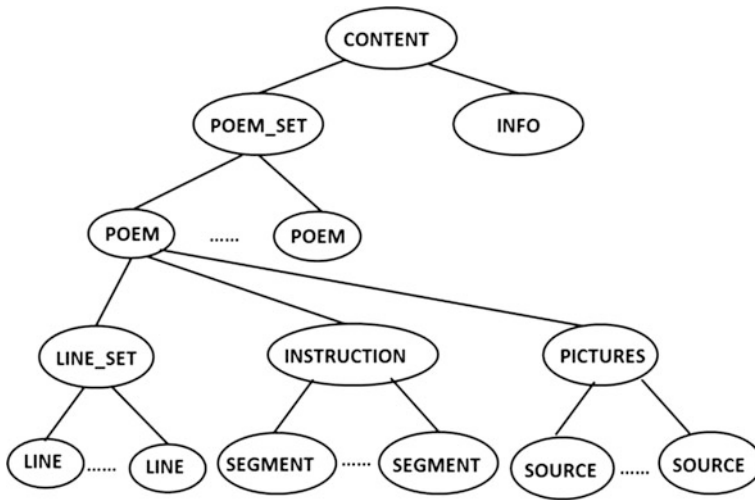 CONTENT
POEM_SET INFO
POEM ...... POEM
LINE_SET INSTRUCTION PICTURES
LINE ...... LINE SEGMENT ...... SEGMENT SOURCE ...... SOURCE